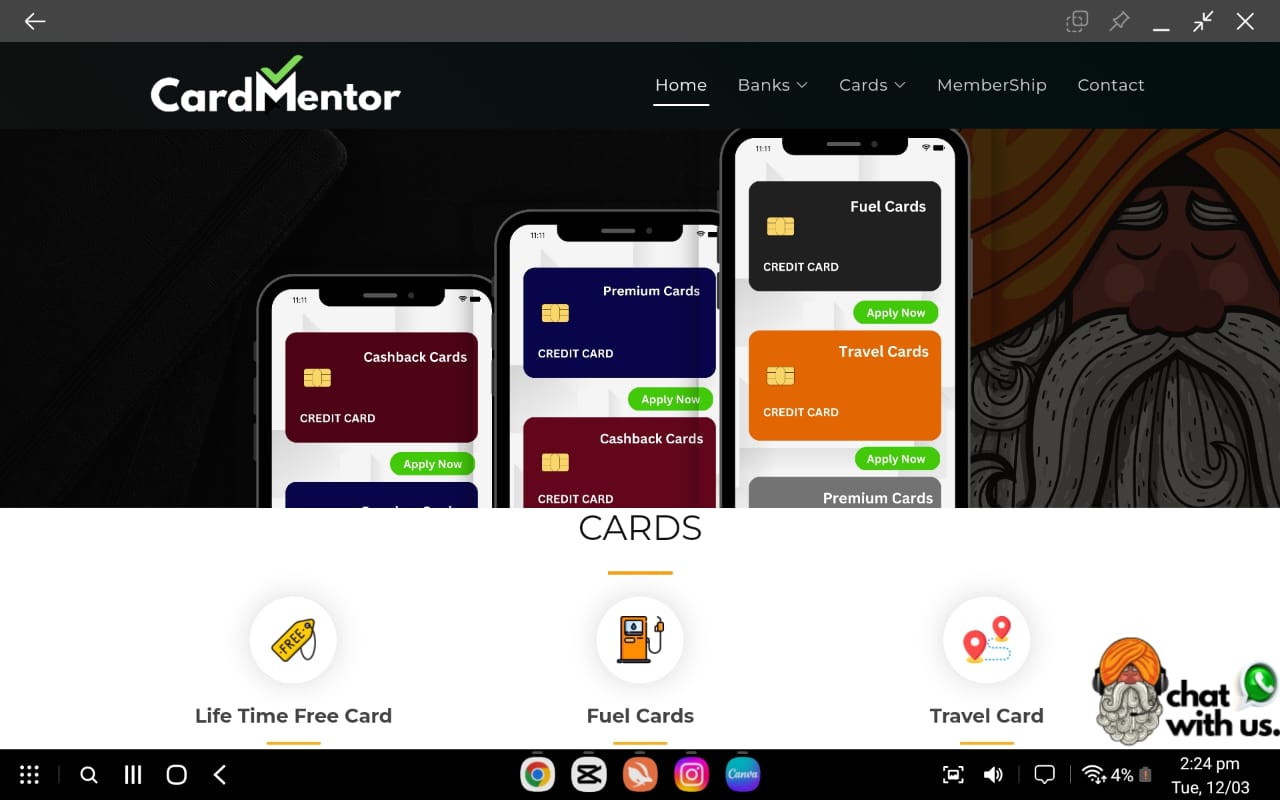 CardMentor
Home Banks Cards MemberShip Contact
11:11
Fuel Cards
CREDIT CARD
Apply Now
Travel Cards
CREDIT CARD
Apply Now
Premium Cards
11:11
Premium Cards
CREDIT CARD
Apply Now
Cashback Cards
CREDIT CARD
11:11
Cashback Cards
CREDIT CARD
Apply Now
CARDS
FREE
Life Time Free Card
Fuel Cards
Travel Card
chat
with us.
Canva
4%
2:24 pm
Tue, 12/03